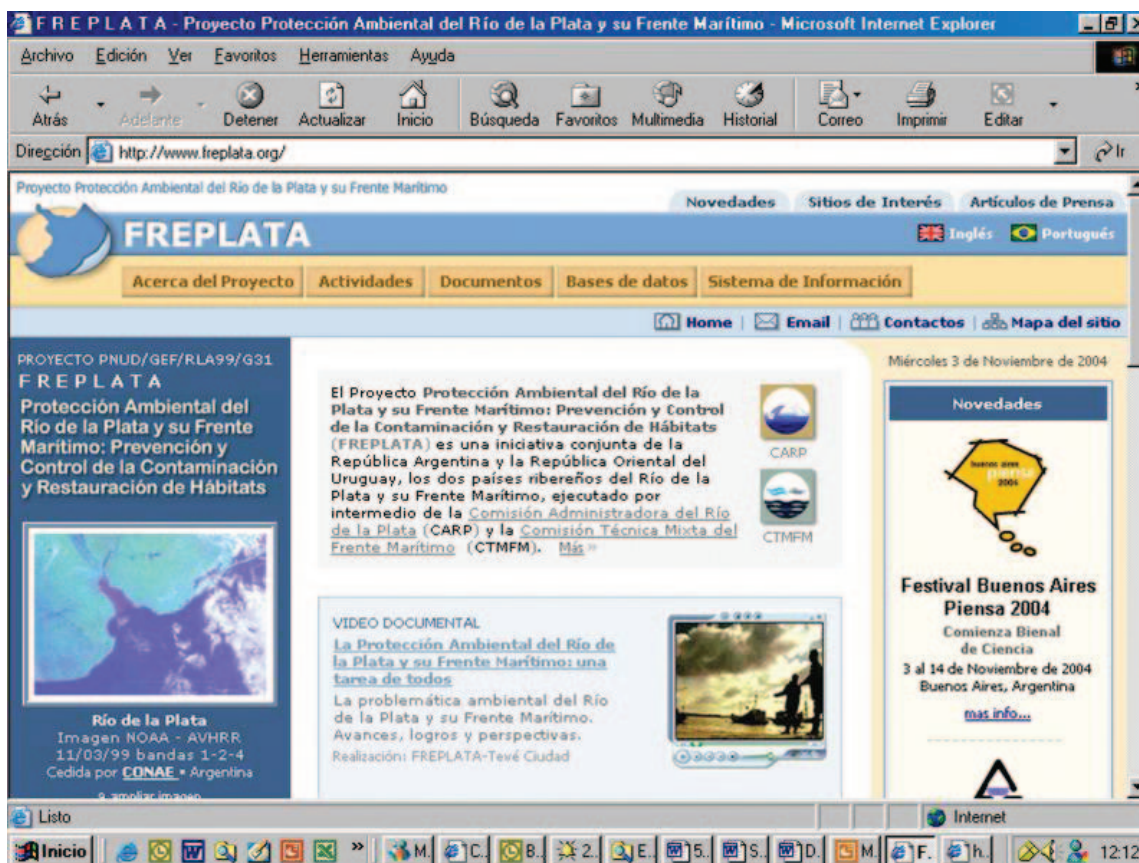 F R E P L A T A - Proyecto Protección Ambiental del Río de la Plata y su Frente Marítimo - Microsoft Internet Explorer
Archivo Edición Ver Favoritos Herramientas Ayuda
Atrás Adelante Detener Actualizar Inicio Búsqueda Favoritos Multimedia Historial Correo Imprimir Editar
Dirección http://www.freplata.org/ Ir
Proyecto Protección Ambiental del Río de la Plata y su Frente Marítimo
Novedades Sitios de Interés Artículos de Prensa
FREPLATA
Inglés Portugués
Acerca del Proyecto Actividades Documentos Bases de datos Sistema de Información
Home | Email | Contactos | Mapa del sitio
PROYECTO PNUD/GEF/RLA99/G31
F R E P L A T A
Protección Ambiental del
Río de la Plata y su Frente
Marítimo: Prevención y
Control de la Contaminación
y Restauración de Hábitats
Río de la Plata
Imagen NOAA - AVHRR
11/03/99 bandas 1-2-4
Cedida por CONAE • Argentina
ampliar imagen
El Proyecto Protección Ambiental del Río de la
Plata y su Frente Marítimo: Prevención y Control
de la Contaminación y Restauración de Hábitats
(FREPLATA) es una iniciativa conjunta de la
República Argentina y la República Oriental del
Uruguay, los dos países ribereños del Río de la
Plata y su Frente Marítimo, ejecutado por
intermedio de la Comisión Administradora del Río
de la Plata (CARP) y la Comisión Técnica Mixta del
Frente Marítimo (CTMFM). Más »
CARP
CTMFM
VIDEO DOCUMENTAL
La Protección Ambiental del Río de
la Plata y su Frente Marítimo: una
tarea de todos
La problemática ambiental del Río
de la Plata y su Frente Marítimo.
Avances, logros y perspectivas.
Realización: FREPLATA-Tevé Ciudad
Miércoles 3 de Noviembre de 2004
Novedades
buenos aires
piensa
2004
Festival Buenos Aires
Piensa 2004
Comienza Bienal
de Ciencia
3 al 14 de Noviembre de 2004
Buenos Aires, Argentina
mas info...
Listo Internet
Inicio » M. C.. B.. 2.. E.. 5.. S.. D.. M. F. h. 12:12